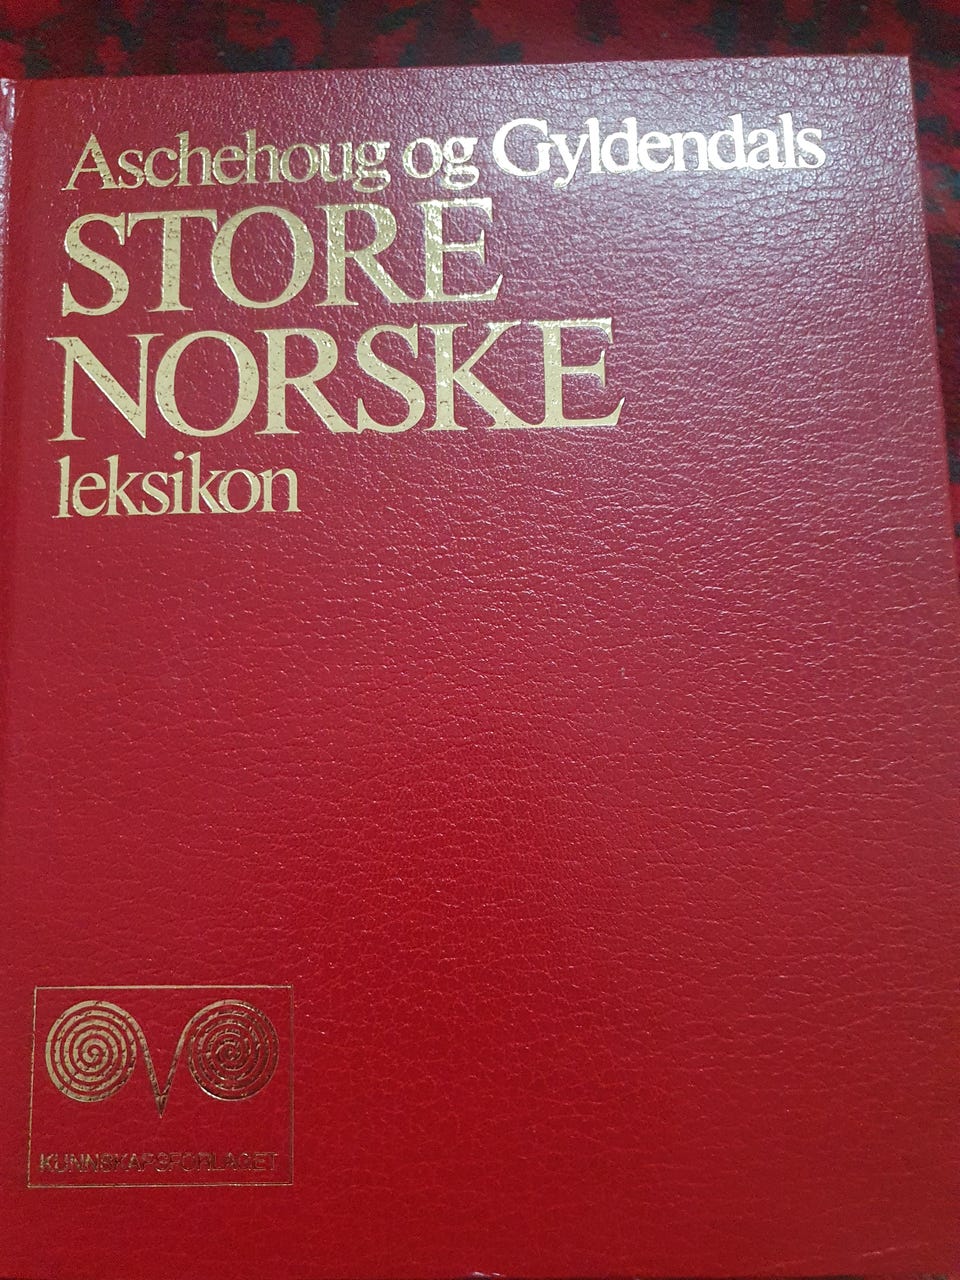 Aschehoug og Gyldendals
STORE
NORSKE
leksikon
KUNNSKAPSFORLAGET